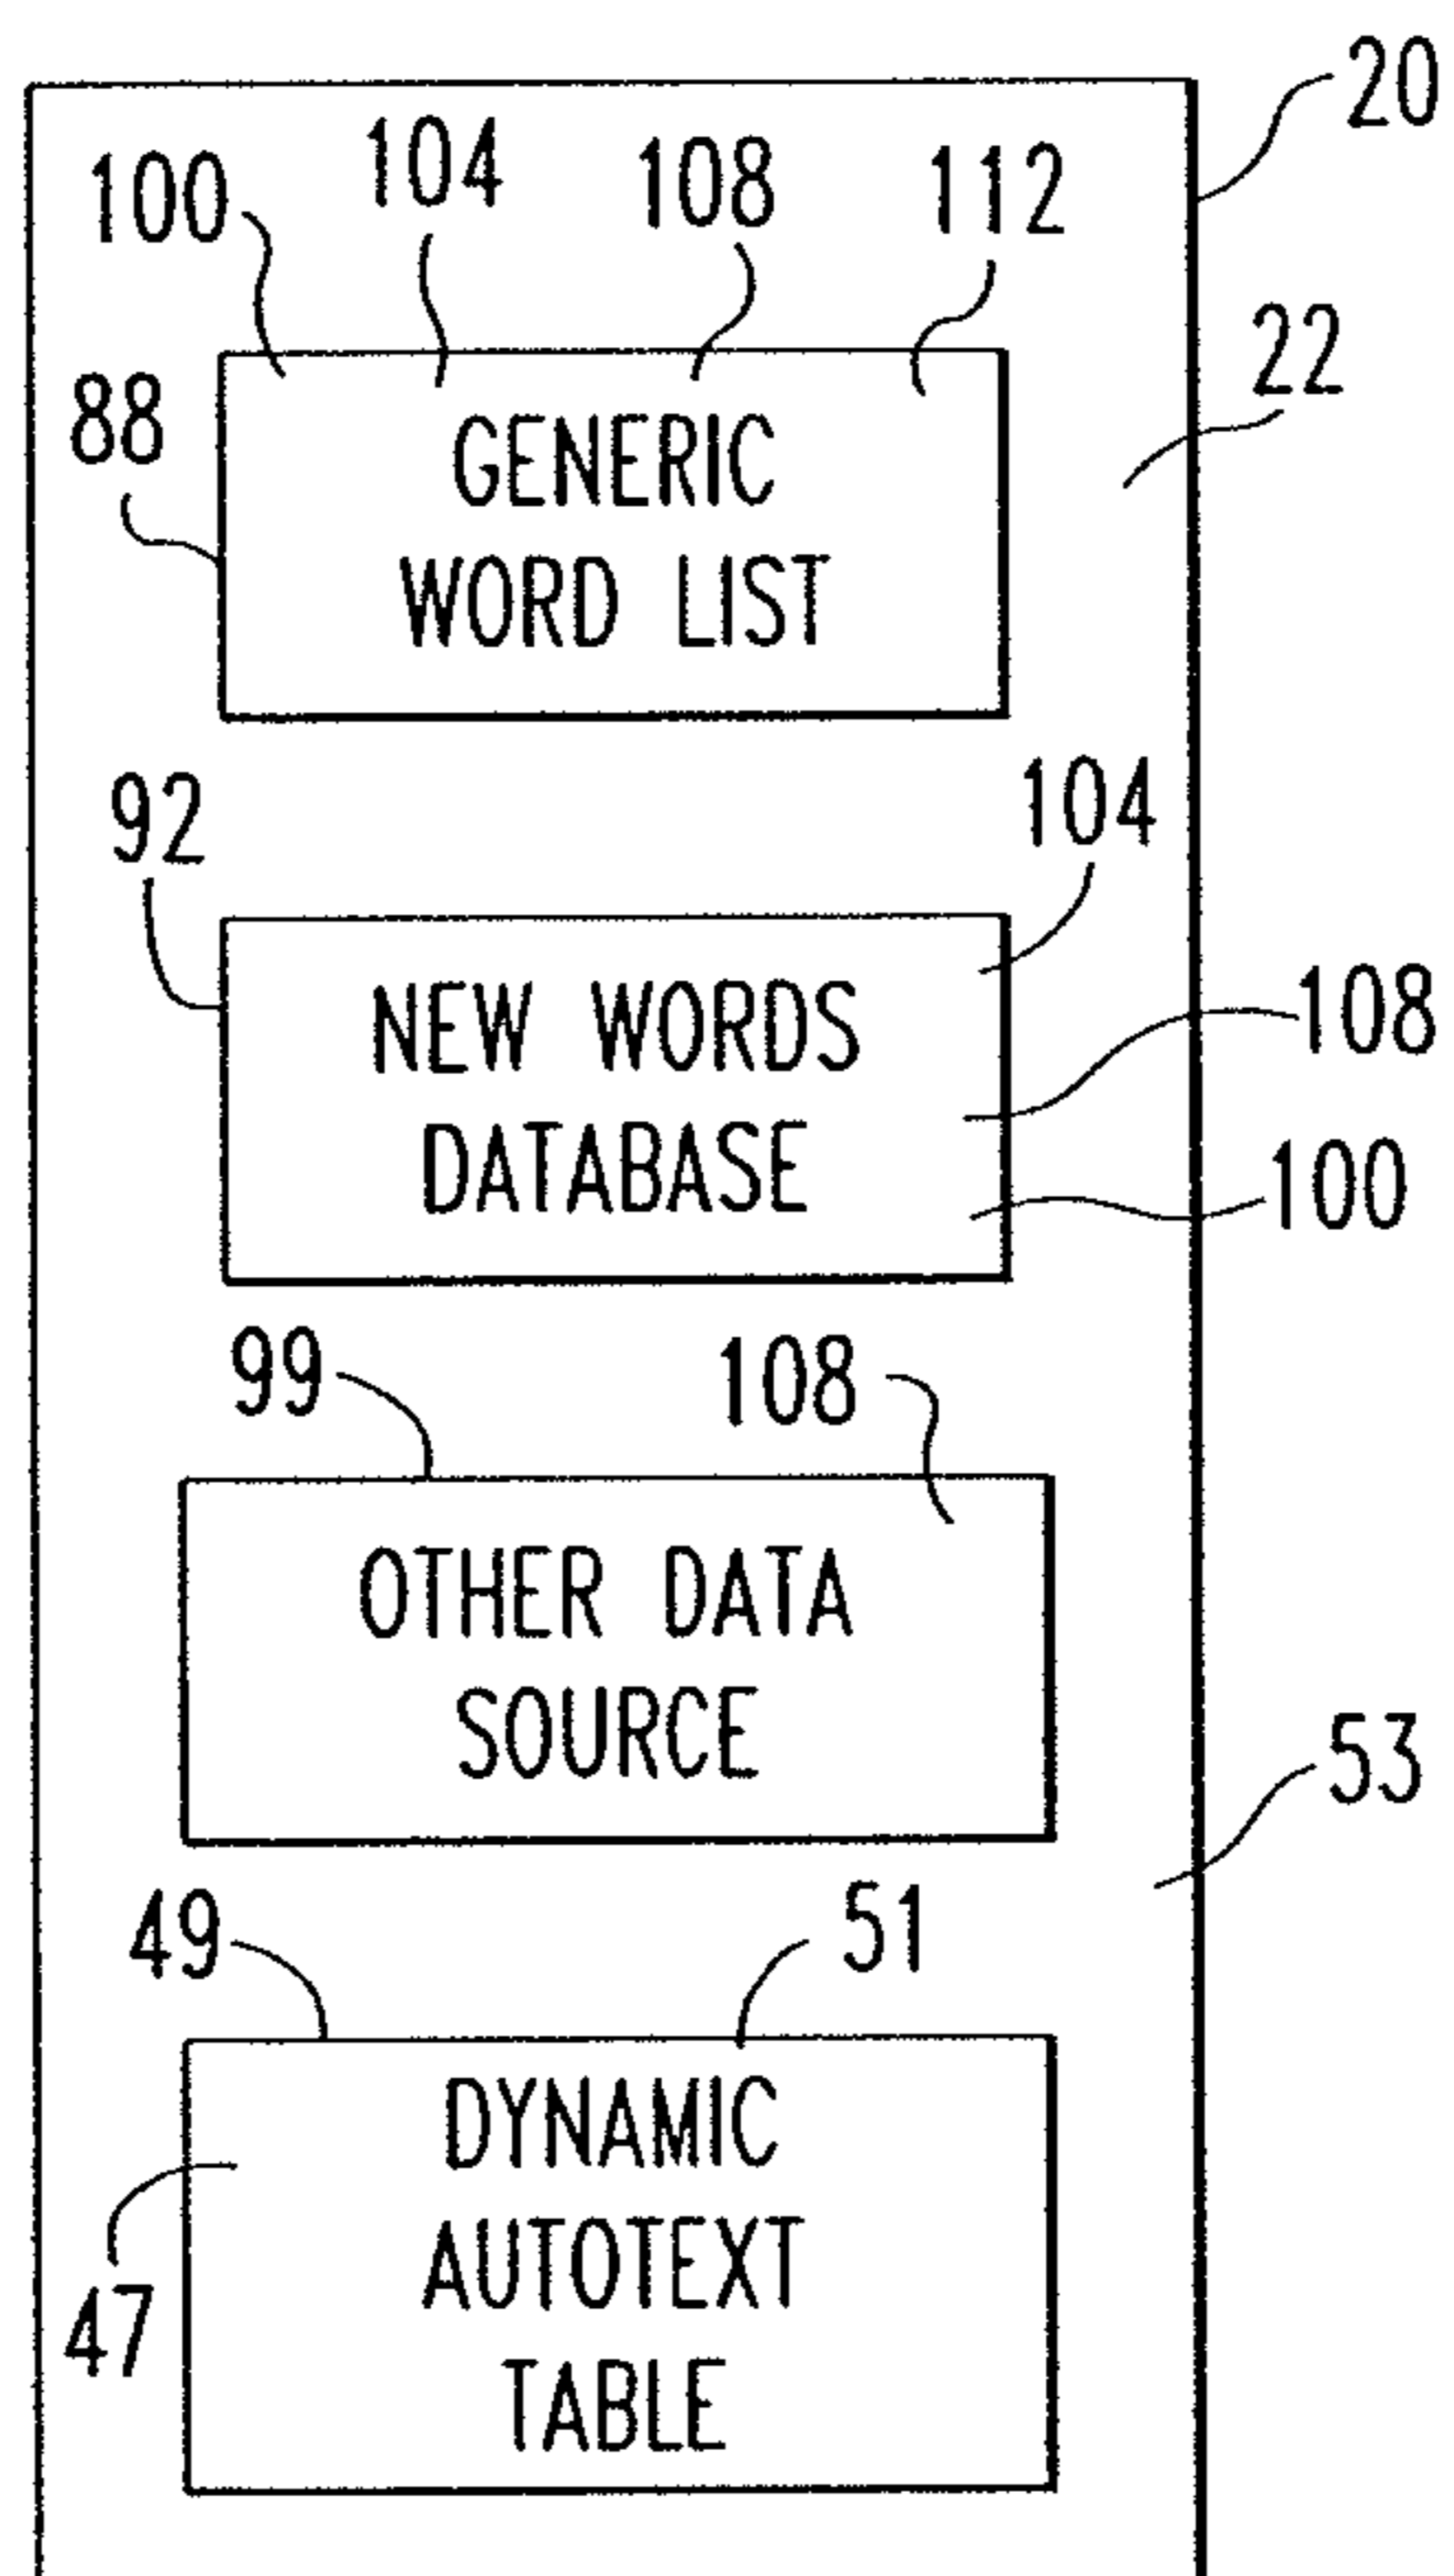 20
100 104 108 112
22
88
GENERIC
WORD LIST
92
104
NEW WORDS
108
DATABASE
100
99 108
OTHER DATA
SOURCE
53
49 51
DYNAMIC
AUTOTEXT
47
TABLE